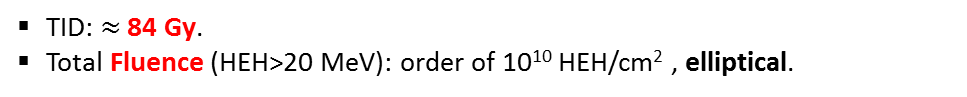 ▪ TID: ≈ 84 Gy.
▪ Total Fluence (HEH>20 MeV): order of 10¹⁰ HEH/cm² , elliptical.